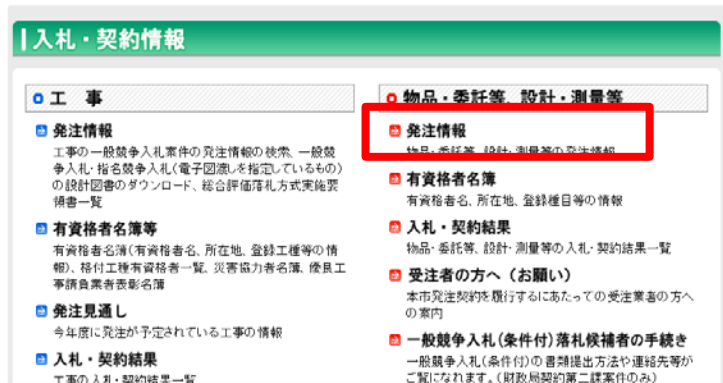 入札・契約情報
工 事
発注情報
工事の一般競争入札案件の発注情報の検索、一般競
争入札・指名競争入札(電子図渡しを指定しているもの)
の設計図書のダウンロード、総合評価落札方式実施要
領書一覧
有資格者名簿等
有資格者名簿(有資格者名、所在地、登録工種等の情
報)、格付工種有資格者一覧、災害協力者名簿、優良工
事請負業者表彰名簿
発注見通し
今年度に発注が予定されている工事の情報
入札・契約結果
工事の入札・契約結果一覧
物品・委託等、設計・測量等
発注情報
物品・委託等、設計・測量等の発注情報
有資格者名簿
有資格者名、所在地、登録種目等の情報
入札・契約結果
物品・委託等、設計・測量等の入札・契約結果一覧
受注者の方へ（お願い）
本市発注契約を履行するにあたっての受注業者の方へ
の案内
一般競争入札(条件付)落札候補者の手続き
一般競争入札(条件付)の書類提出方法や連絡先等が
ご覧になれます。(財政局契約第二課案件のみ)